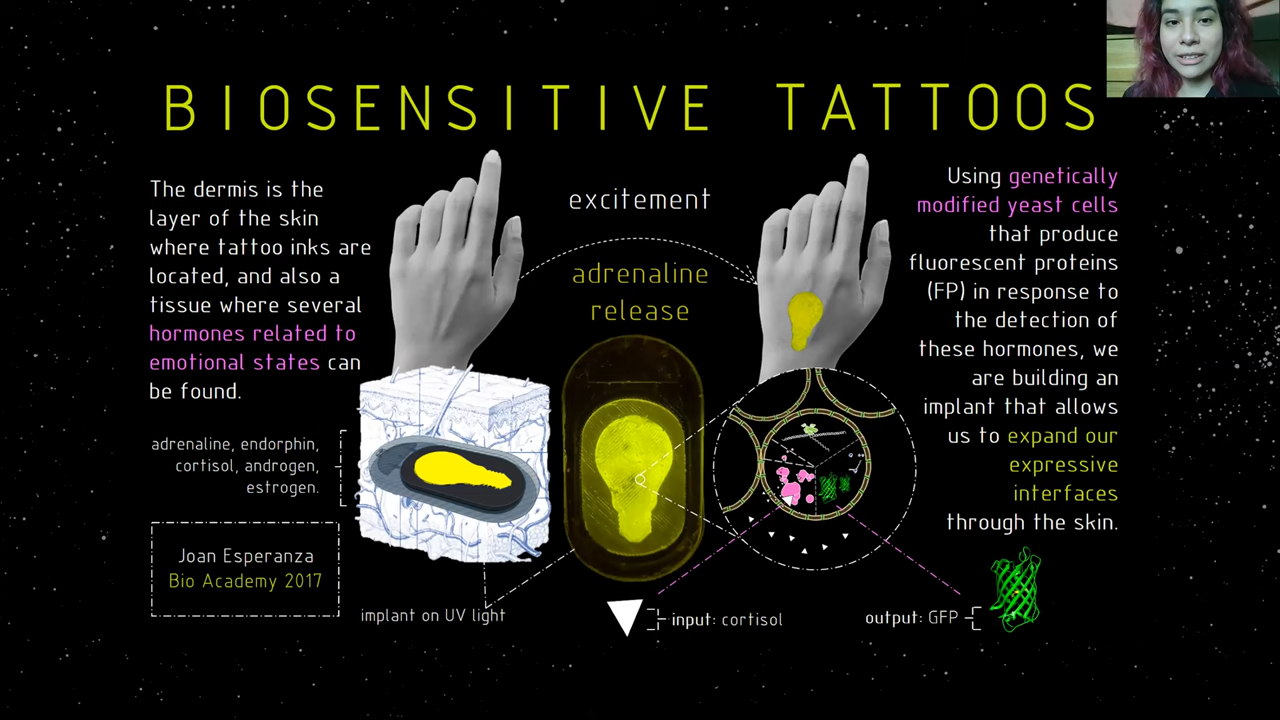 BIOSENSITIVE TATTOOS
The dermis is the
layer of the skin
where tattoo inks are
located, and also a
tissue where several
hormones related to
emotional states can
be found.
adrenaline, endorphin,
cortisol, androgen,
estrogen.
Joan Esperanza
Bio Academy 2017
excitement
adrenaline
release
implant on UV light
input: cortisol
output: GFP
Using genetically
modified yeast cells
that produce
fluorescent proteins
(FP) in response to
the detection of
these hormones, we
are building an
implant that allows
us to expand our
expressive
interfaces
through the skin.